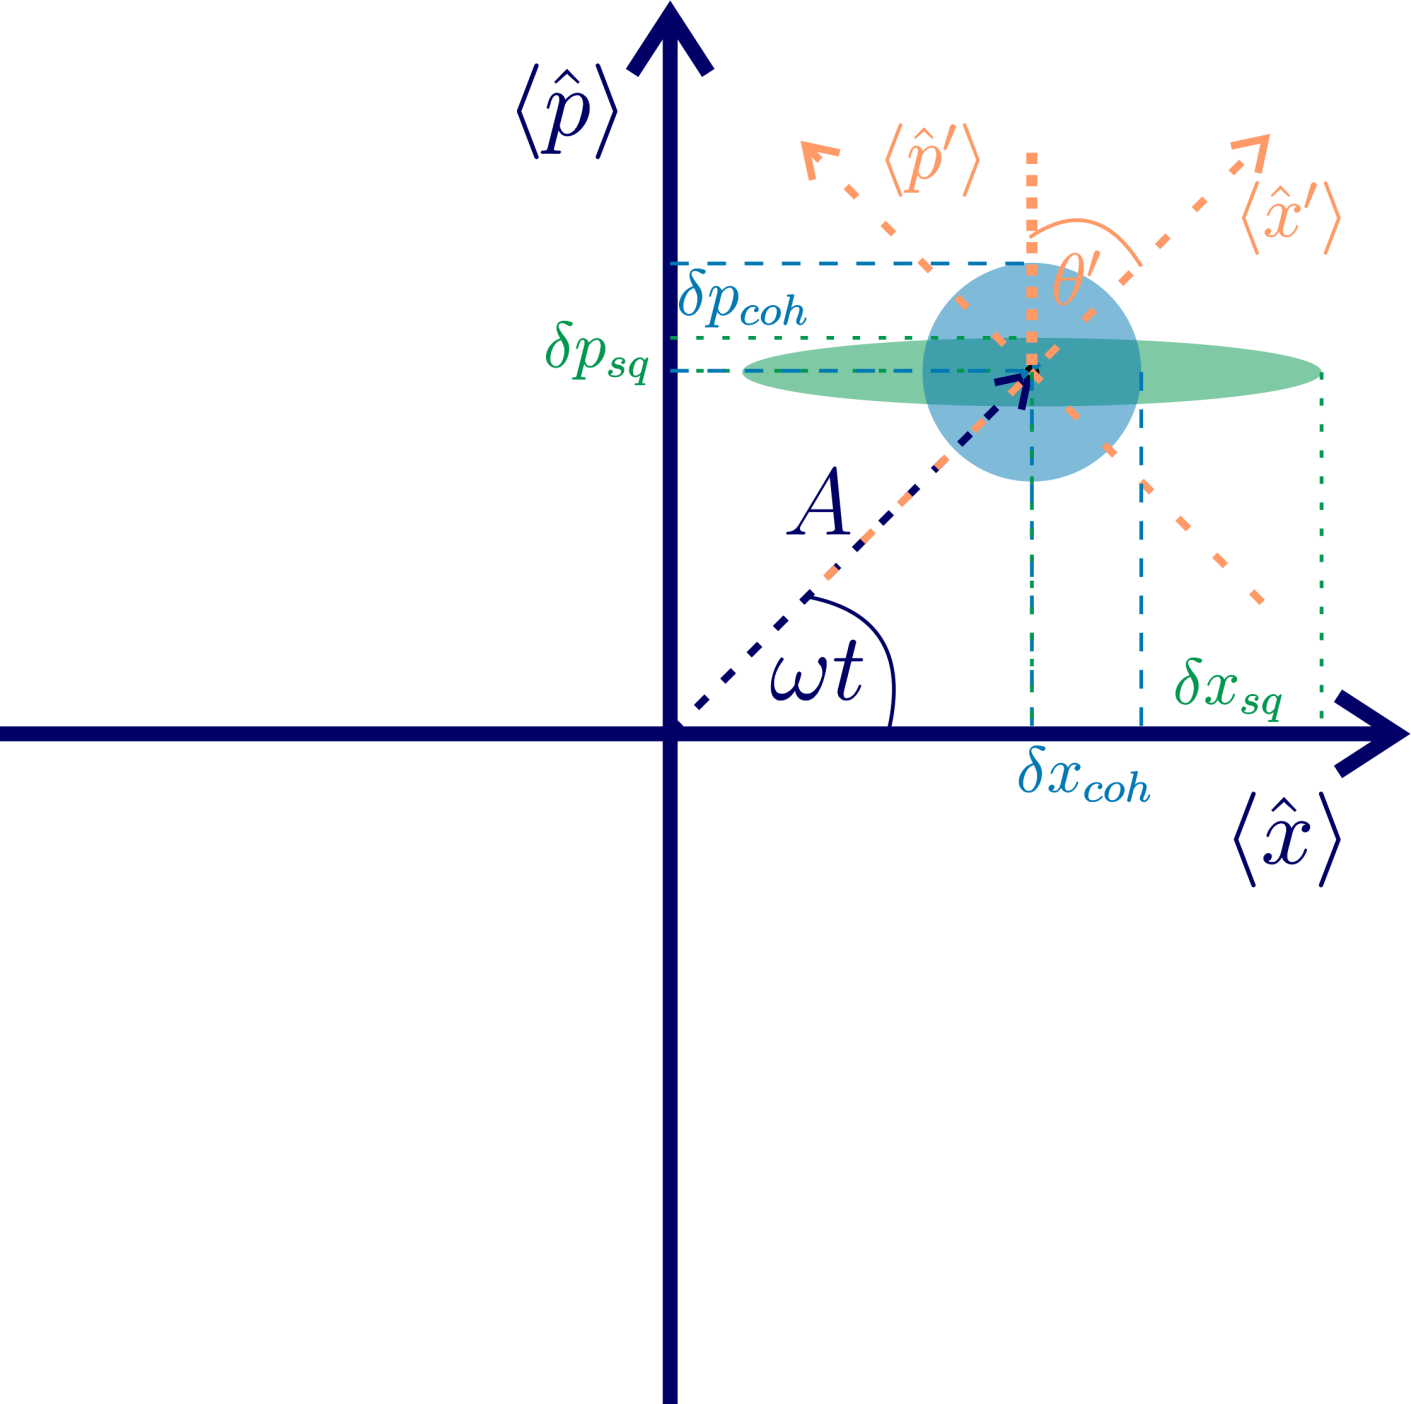 ⟨p̂⟩
⟨p̂′⟩
⟨x̂′⟩
θ′
δp_coh
δp_sq
A
ωt
δx_sq
δx_coh
⟨x̂⟩